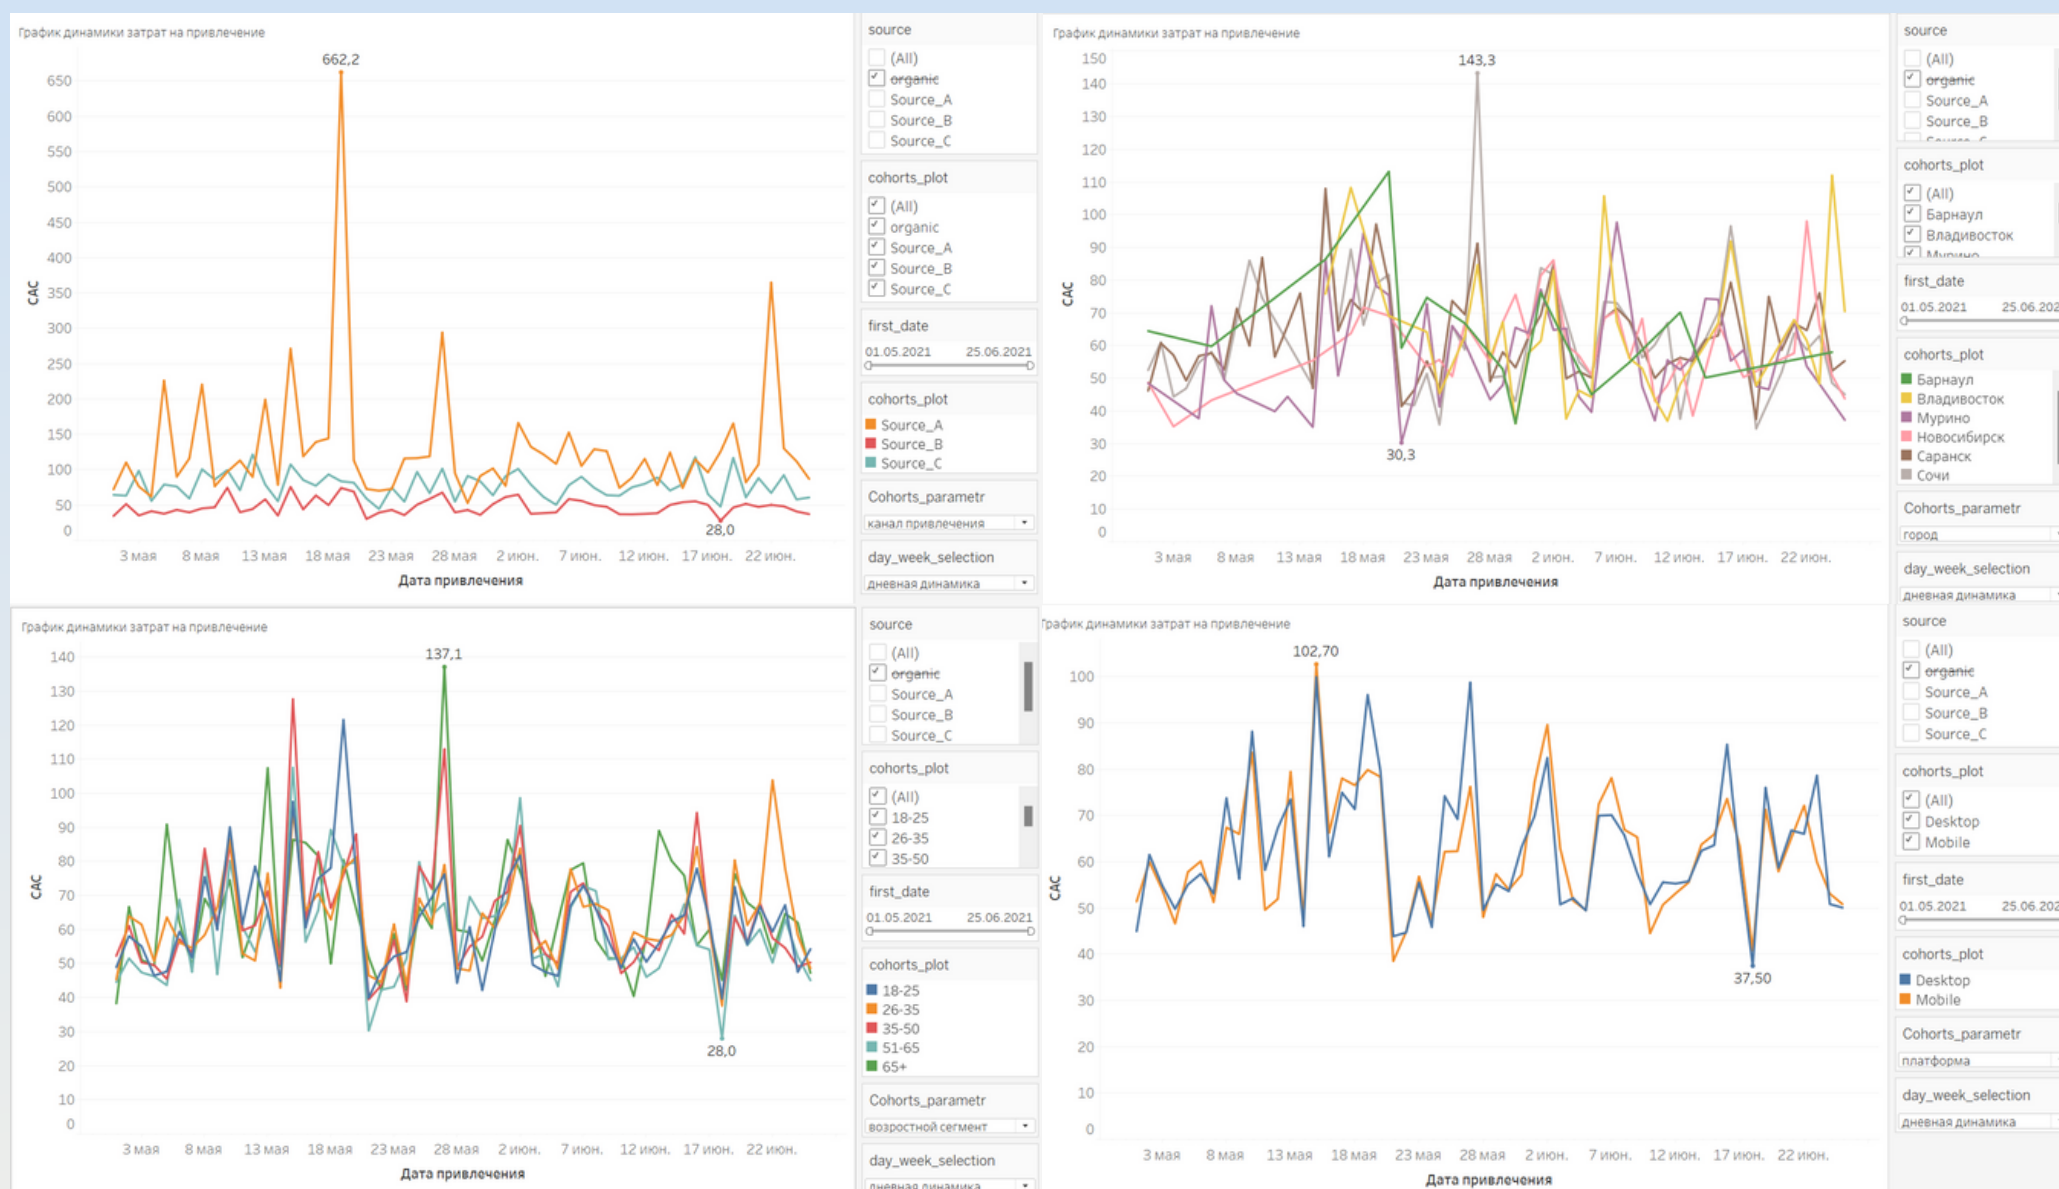 График динамики затрат на привлечение
662,2
650
600
550
500
450
400
350
300
250
200
150
100
50
0
CAC
28,0
3 мая 8 мая 13 мая 18 мая 23 мая 28 мая 2 июн. 7 июн. 12 июн. 17 июн. 22 июн.
Дата привлечения
source
(All)
organic
Source_A
Source_B
Source_C
cohorts_plot
(All)
organic
Source_A
Source_B
Source_C
first_date
01.05.2021 25.06.2021
cohorts_plot
Source_A
Source_B
Source_C
Cohorts_parametr
канал привлечения
day_week_selection
дневная динамика
График динамики затрат на привлечение
143,3
150
140
130
120
110
100
90
80
70
60
50
40
30
20
10
0
CAC
30,3
3 мая 8 мая 13 мая 18 мая 23 мая 28 мая 2 июн. 7 июн. 12 июн. 17 июн. 22 июн.
Дата привлечения
source
(All)
organic
Source_A
Source_B
Source_C
cohorts_plot
(All)
Барнаул
Владивосток
Мурино
first_date
01.05.2021 25.06.202
cohorts_plot
Барнаул
Владивосток
Мурино
Новосибирск
Саранск
Сочи
Cohorts_parametr
город
day_week_selection
дневная динамика
График динамики затрат на привлечение
137,1
140
130
120
110
100
90
80
70
60
50
40
30
20
10
0
CAC
28,0
3 мая 8 мая 13 мая 18 мая 23 мая 28 мая 2 июн. 7 июн. 12 июн. 17 июн. 22 июн.
Дата привлечения
source
(All)
organic
Source_A
Source_B
Source_C
cohorts_plot
(All)
18-25
26-35
35-50
first_date
01.05.2021 25.06.2021
cohorts_plot
18-25
26-35
35-50
51-65
65+
Cohorts_parametr
возростной сегмент
day_week_selection
дневная динамика
График динамики затрат на привлечение
102,70
100
90
80
70
60
50
40
30
20
10
0
CAC
37,50
3 мая 8 мая 13 мая 18 мая 23 мая 28 мая 2 июн. 7 июн. 12 июн. 17 июн. 22 июн.
Дата привлечения
source
(All)
organic
Source_A
Source_B
Source_C
cohorts_plot
(All)
Desktop
Mobile
first_date
01.05.2021 25.06.202
cohorts_plot
Desktop
Mobile
Cohorts_parametr
платформа
day_week_selection
дневная динамика